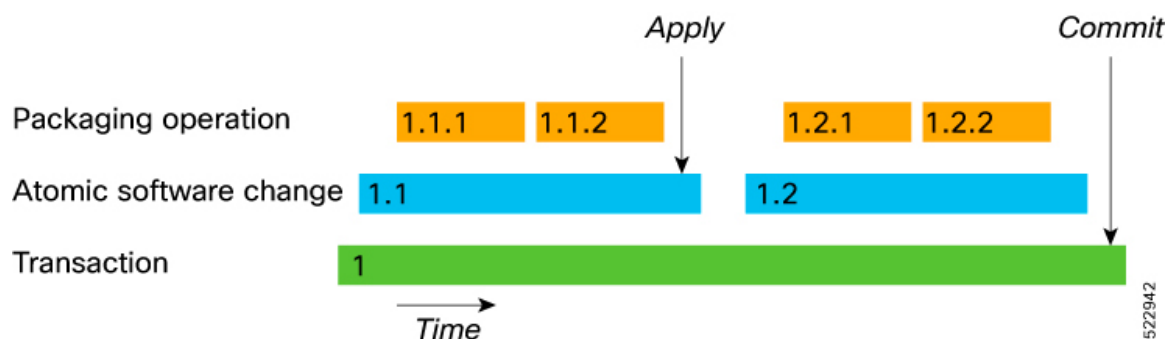 Apply
Commit
Packaging operation
1.1.1
1.1.2
1.2.1
1.2.2
Atomic software change
1.1
1.2
Transaction
1
Time
522942